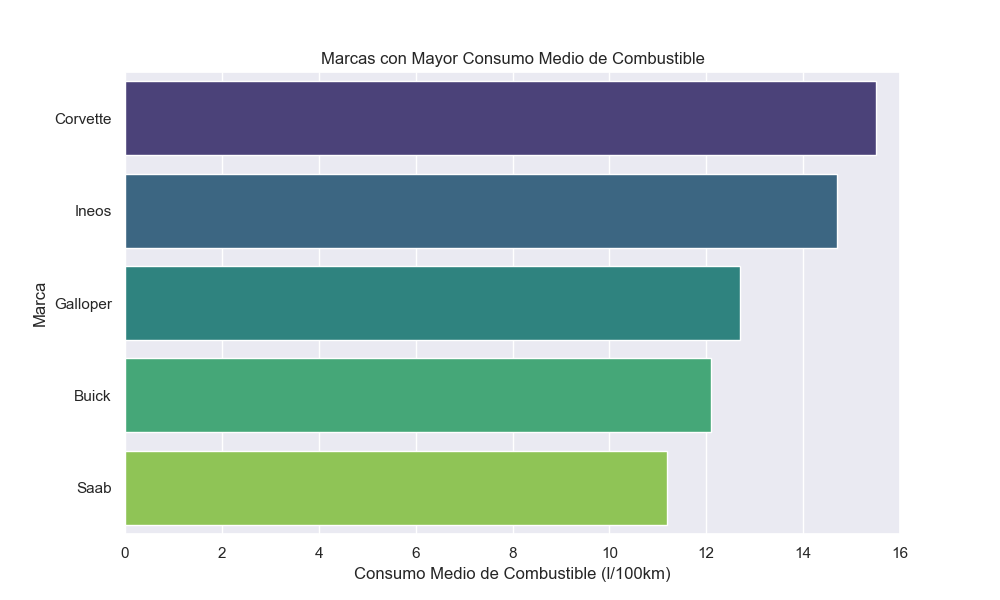 Marcas con Mayor Consumo Medio de Combustible
Marca
Corvette
Ineos
Galloper
Buick
Saab
0 2 4 6 8 10 12 14 16
Consumo Medio de Combustible (l/100km)